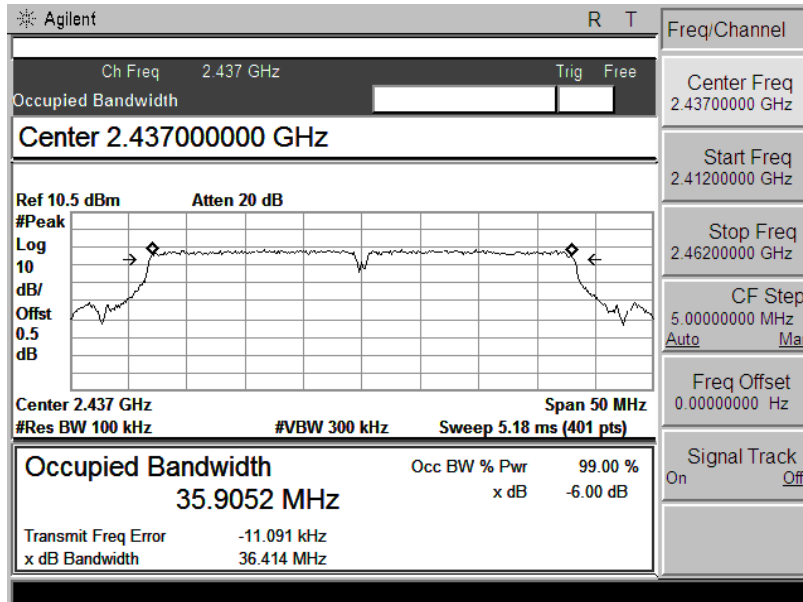 Agilent R T
Ch Freq 2.437 GHz Trig Free
Occupied Bandwidth
Center 2.437000000 GHz
Ref 10.5 dBm Atten 20 dB
#Peak
Log
10
dB/
Offst
0.5
dB
Center 2.437 GHz Span 50 MHz
#Res BW 100 kHz #VBW 300 kHz Sweep 5.18 ms (401 pts)
Occupied Bandwidth Occ BW % Pwr 99.00 %
35.9052 MHz x dB -6.00 dB
Transmit Freq Error -11.091 kHz
x dB Bandwidth 36.414 MHz
Freq/Channel
Center Freq
2.43700000 GHz
Start Freq
2.41200000 GHz
Stop Freq
2.46200000 GHz
CF Step
5.00000000 MHz
Auto Ma
Freq Offset
0.00000000 Hz
Signal Track
On Off